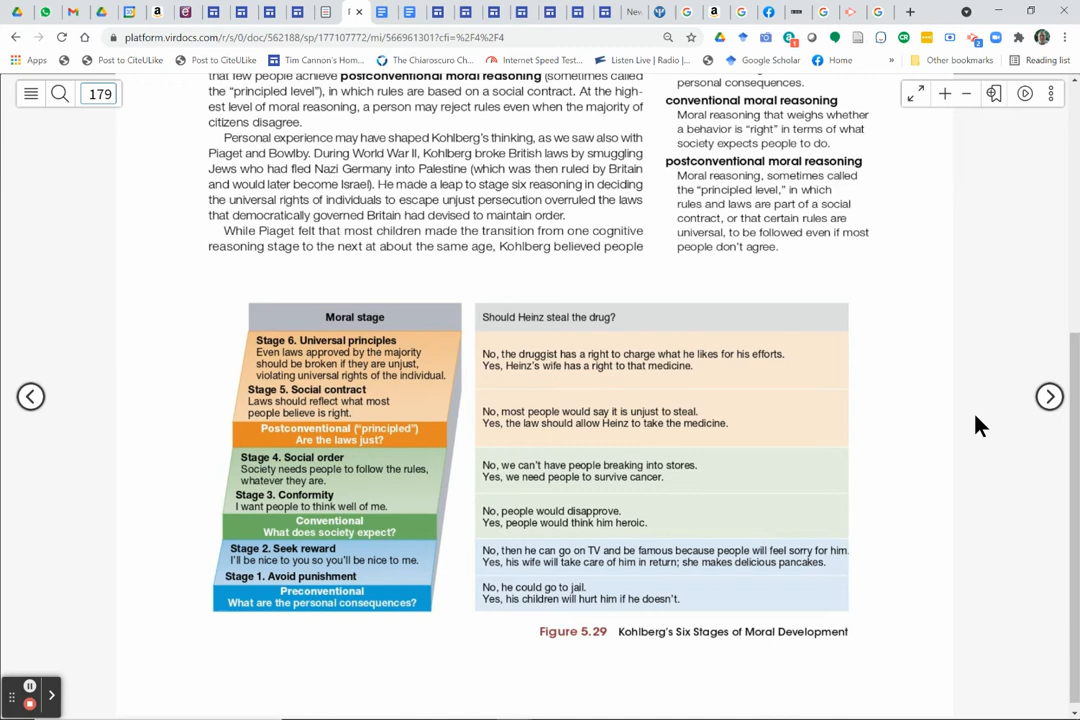 New
platform.virdocs.com/r/s/0/doc/562188/sp/177107772/mi/566961301?cfi=%2F4%2F4
Apps
Post to CiteULike
Post to CiteULike
Tim Cannon's Hom...
The Chiaroscuro Ch...
Internet Speed Test...
Listen Live | Radio |...
Google Scholar
Home
»
Other bookmarks
Reading list
179
that few people achieve postconventional moral reasoning (sometimes called
the "principled level"), in which rules are based on a social contract. At the high-
est level of moral reasoning, a person may reject rules even when the majority of
citizens disagree.
Personal experience may have shaped Kohlberg's thinking, as we saw also with
Piaget and Bowlby. During World War II, Kohlberg broke British laws by smuggling
Jews who had fled Nazi Germany into Palestine (which was then ruled by Britain
and would later become Israel). He made a leap to stage six reasoning in deciding
the universal rights of individuals to escape unjust persecution overruled the laws
that democratically governed Britain had devised to maintain order.
While Piaget felt that most children made the transition from one cognitive
reasoning stage to the next at about the same age, Kohlberg believed people
personal consequences.
conventional moral reasoning
Moral reasoning that weighs whether
a behavior is "right" in terms of what
society expects people to do.
postconventional moral reasoning
Moral reasoning, sometimes called
the "principled level," in which
rules and laws are part of a social
contract, or that certain rules are
universal, to be followed even if most
people don't agree.
Moral stage
Should Heinz steal the drug?
Stage 6. Universal principles
Even laws approved by the majority
should be broken if they are unjust,
violating universal rights of the individual.
No, the druggist has a right to charge what he likes for his efforts.
Yes, Heinz's wife has a right to that medicine.
Stage 5. Social contract
Laws should reflect what most
people believe is right.
No, most people would say it is unjust to steal.
Yes, the law should allow Heinz to take the medicine.
Postconventional ("principled")
Are the laws just?
Stage 4. Social order
Society needs people to follow the rules,
whatever they are.
No, we can't have people breaking into stores.
Yes, we need people to survive cancer.
Stage 3. Conformity
I want people to think well of me.
No, people would disapprove.
Yes, people would think him heroic.
Conventional
What does society expect?
Stage 2. Seek reward
I'll be nice to you so you'll be nice to me.
No, then he can go on TV and be famous because people will feel sorry for him.
Yes, his wife will take care of him in return; she makes delicious pancakes.
Stage 1. Avoid punishment
No, he could go to jail.
Yes, his children will hurt him if he doesn't.
Preconventional
What are the personal consequences?
Figure 5.29 Kohlberg's Six Stages of Moral Development